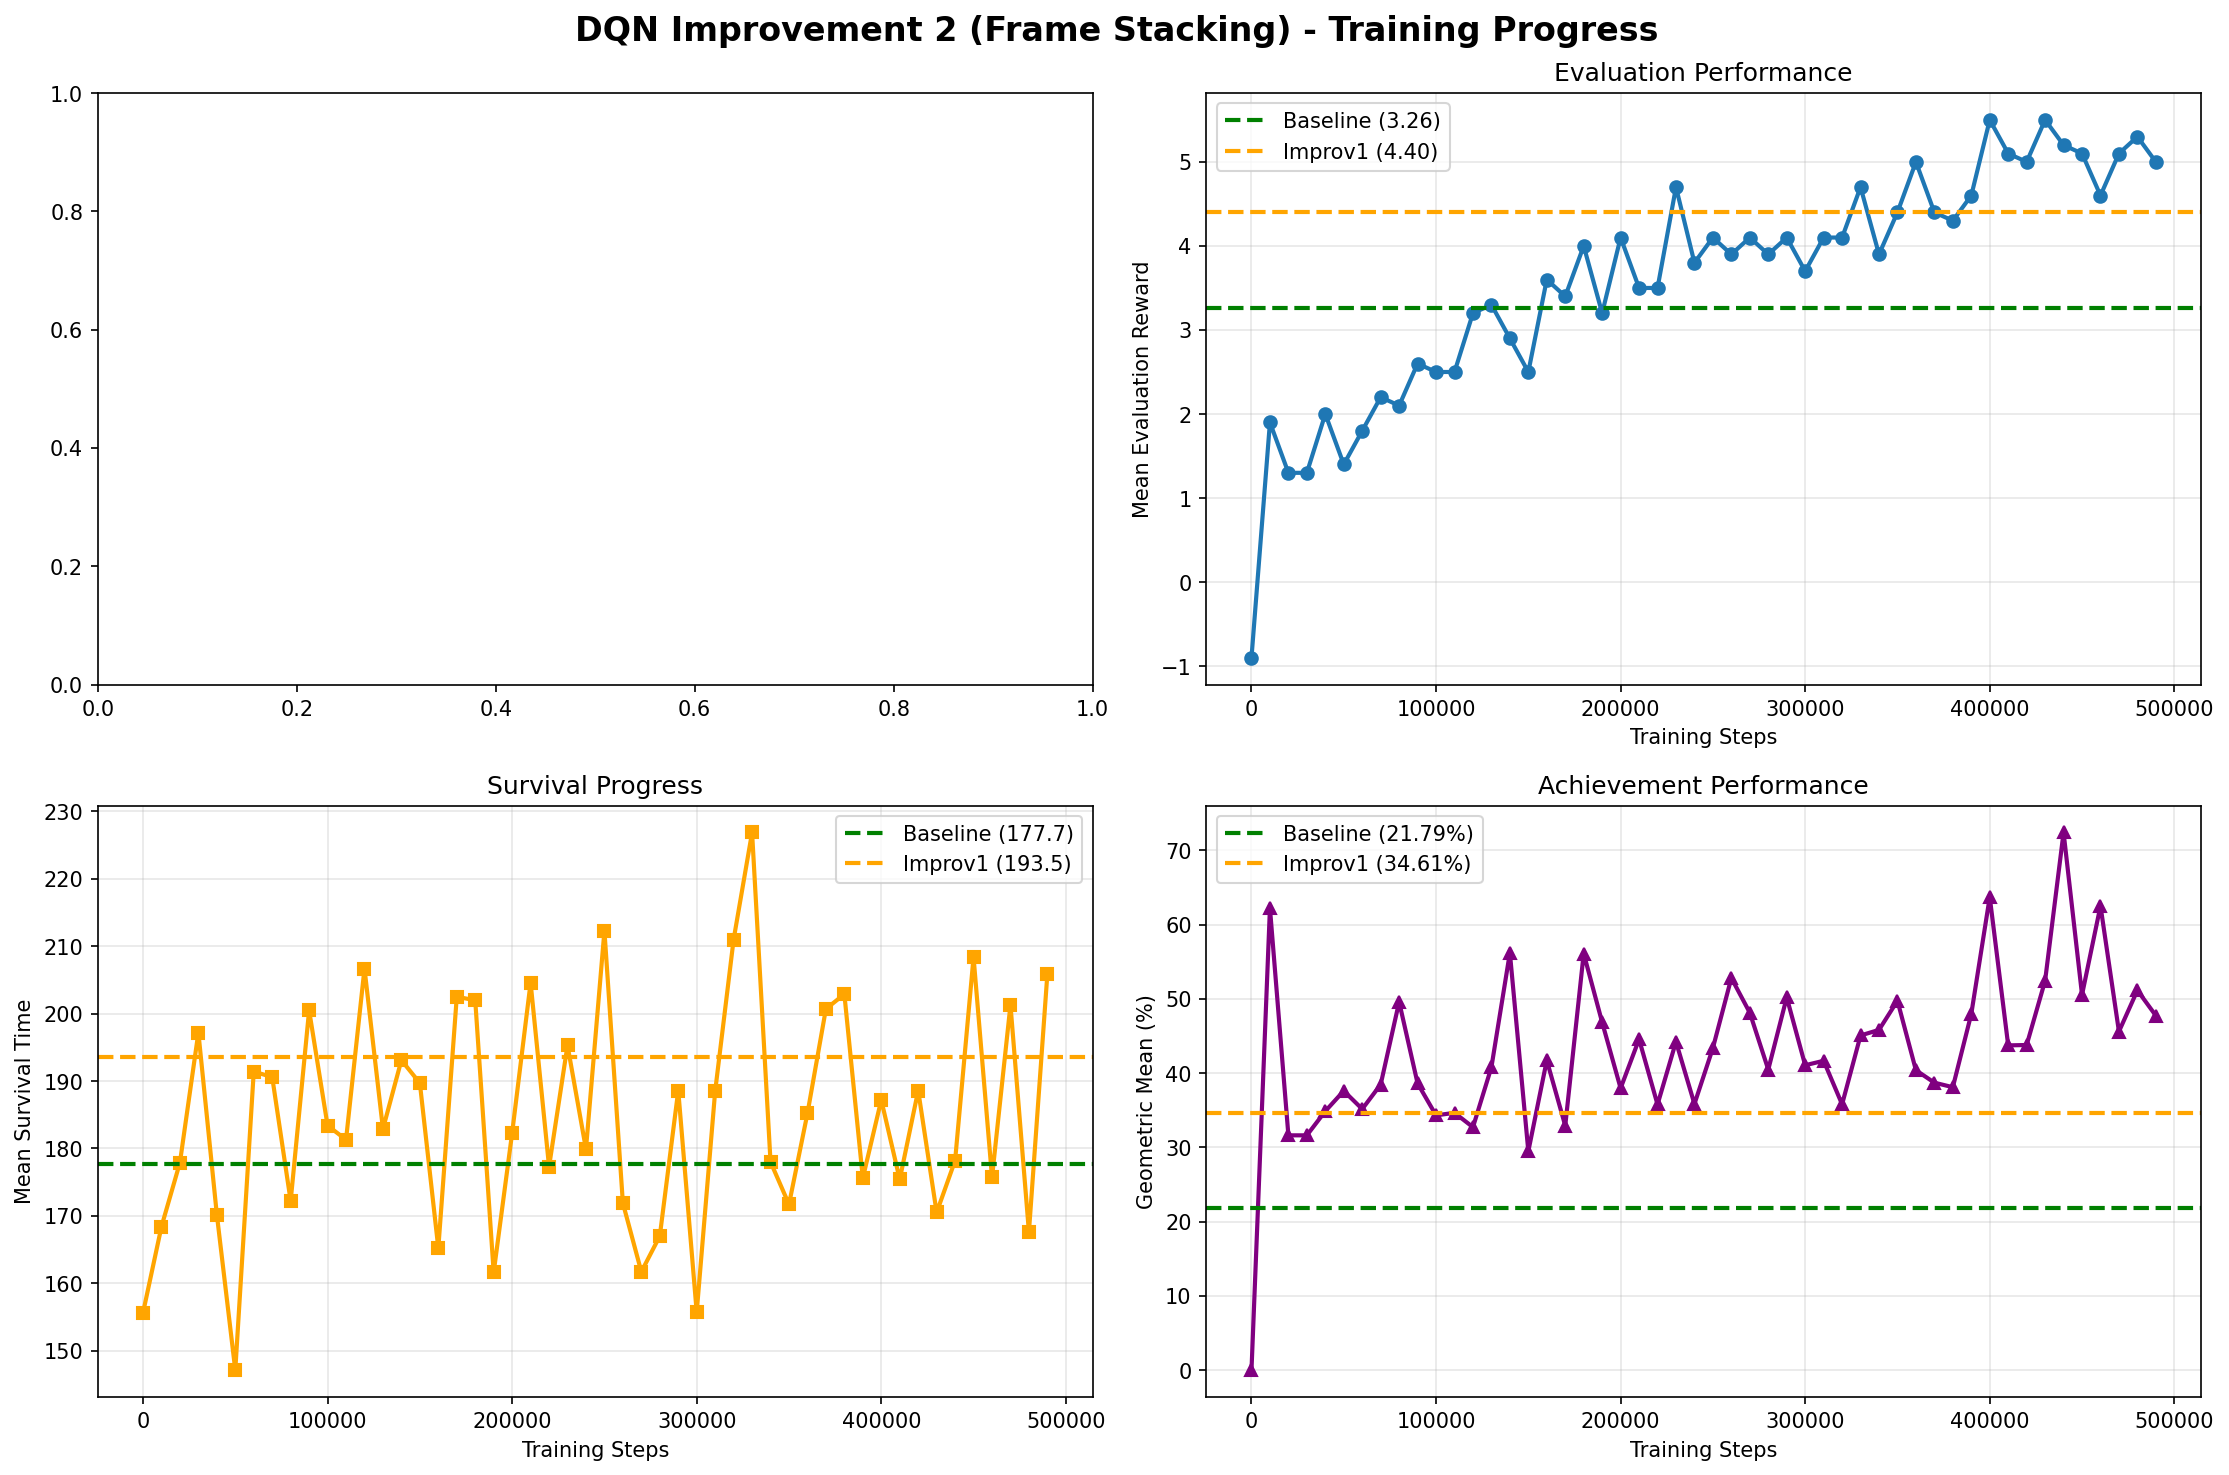 DQN Improvement 2 (Frame Stacking) - Training Progress
1.0
0.8
0.6
0.4
0.2
0.0
0.0 0.2 0.4 0.6 0.8 1.0
Evaluation Performance
Baseline (3.26)
Improv1 (4.40)
Mean Evaluation Reward
5
4
3
2
1
0
−1
0 100000 200000 300000 400000 500000
Training Steps
Survival Progress
Baseline (177.7)
Improv1 (193.5)
Mean Survival Time
230
220
210
200
190
180
170
160
150
0 100000 200000 300000 400000 500000
Training Steps
Achievement Performance
Baseline (21.79%)
Improv1 (34.61%)
Geometric Mean (%)
70
60
50
40
30
20
10
0
0 100000 200000 300000 400000 500000
Training Steps